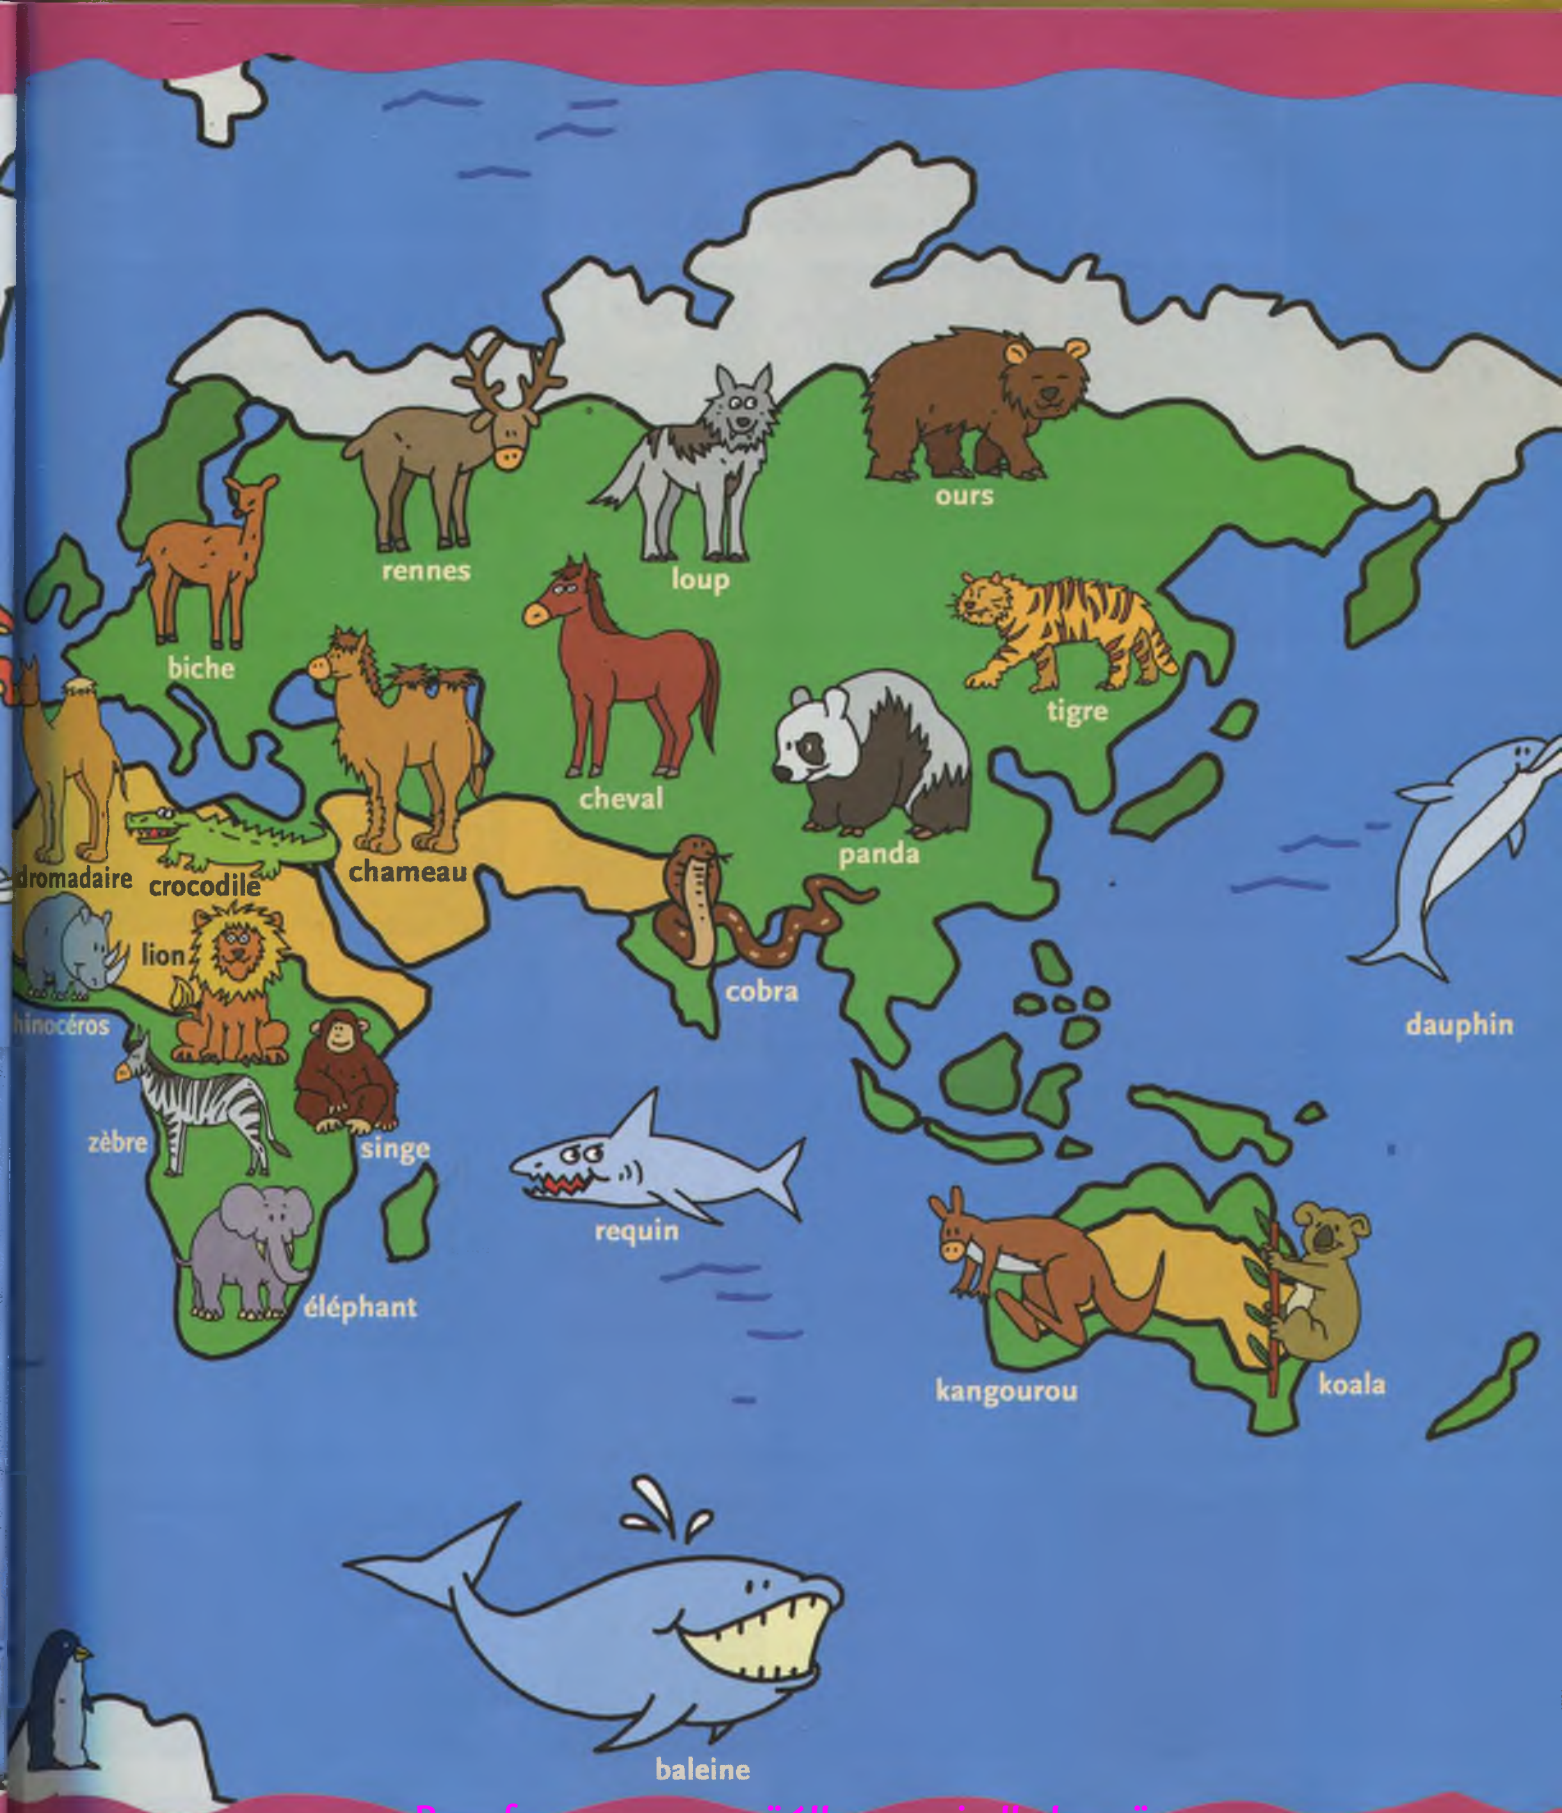 ours
rennes
loup
biche
tigre
cheval
panda
chameau
dromadaire
crocodile
lion
cobra
hinocéros
dauphin
zèbre
singe
requin
éléphant
kangourou
koala
baleine